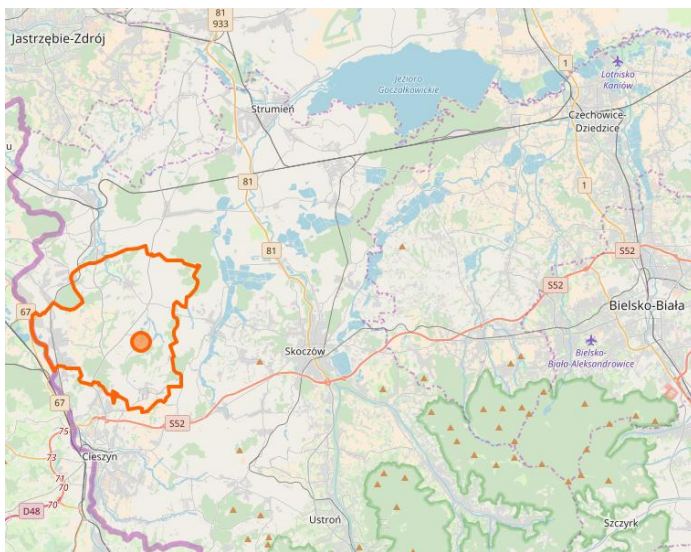 81
933
Jastrzębie-Zdrój
1
Lotnisko
Kaniów
Jezioro
Goczałkowickie
Strumień
Czechowice-
Dziedzice
u
81
1
81
S52
S52
67
Bielsko-Biała
Skoczów
Bielsko-
Biała-Aleksandrowice
67
S52
75
73
Cieszyn
71
70
70
D48
Ustroń
Szczyrk